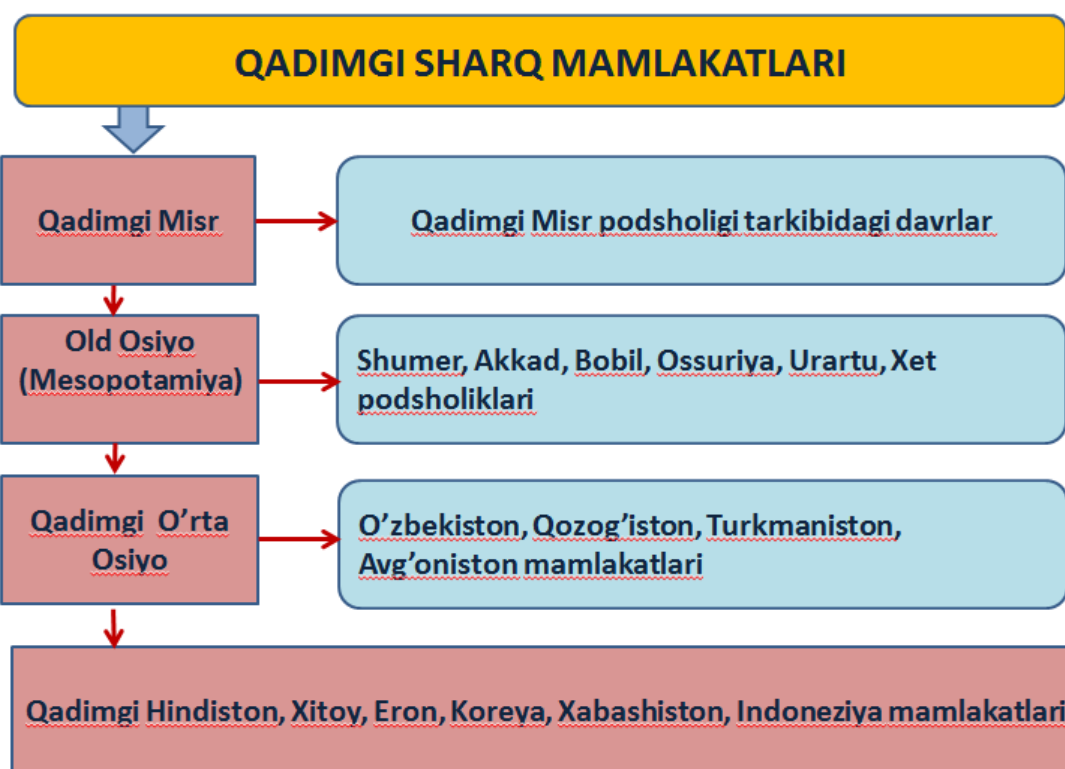 QADIMGI SHARQ MAMLAKATLARI
Qadimgi Misr
Qadimgi Misr podsholigi tarkibidagi davrlar
Old Osiyo
(Mesopotamiya)
Shumer, Akkad, Bobil, Ossuriya, Urartu, Xet
podsholiklari
Qadimgi O’rta
Osiyo
O’zbekiston, Qozog’iston, Turkmaniston,
Avg’oniston mamlakatlari
Qadimgi Hindiston, Xitoy, Eron, Koreya, Xabashiston, Indoneziya mamlakatlari